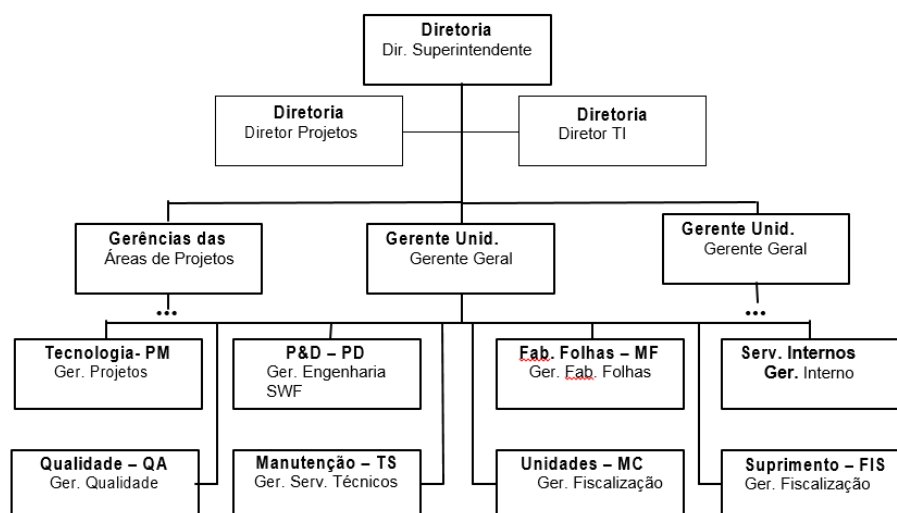 Diretoria
Dir. Superintendente
Diretoria
Diretor Projetos
Diretoria
Diretor TI
Gerências das
Áreas de Projetos
Gerente Unid.
Gerente Geral
Gerente Unid.
Gerente Geral
...
...
Tecnologia- PM
Ger. Projetos
P&D – PD
Ger. Engenharia
SWF
Fab. Folhas – MF
Ger. Fab. Folhas
Serv. Internos
Ger. Interno
Qualidade – QA
Ger. Qualidade
Manutenção – TS
Ger. Serv. Técnicos
Unidades – MC
Ger. Fiscalização
Suprimento – FIS
Ger. Fiscalização